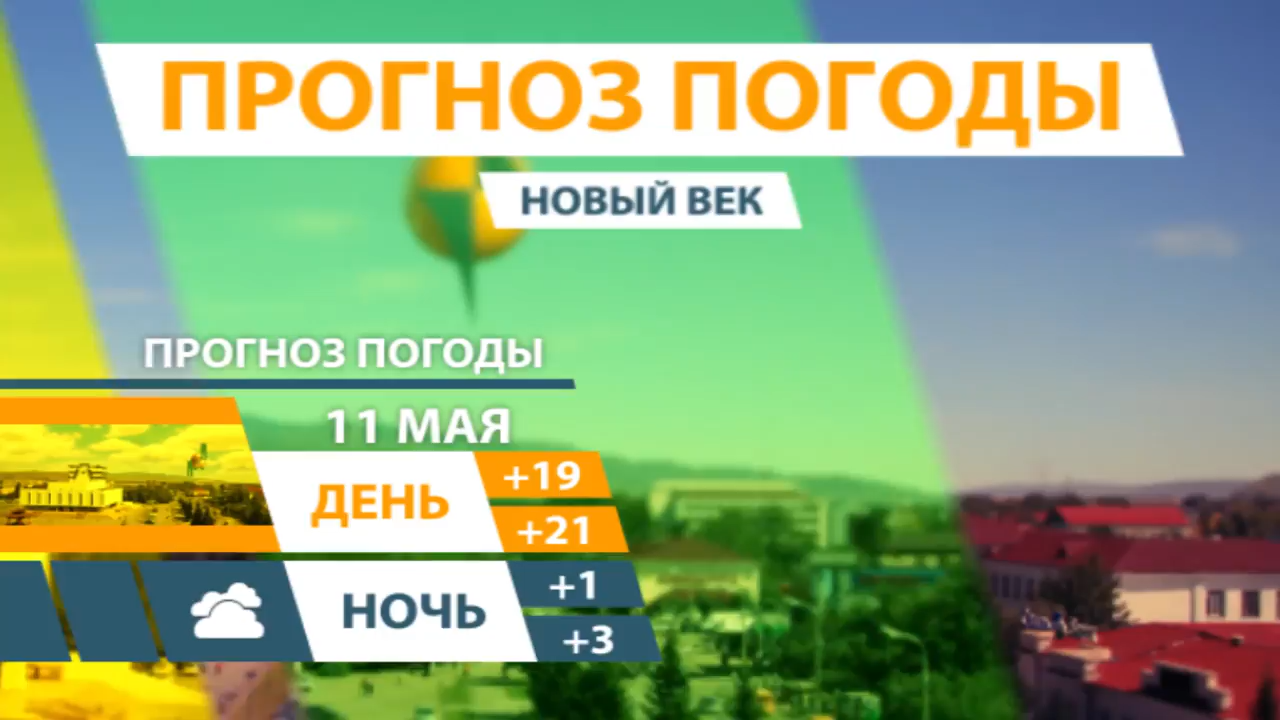 ПРОГНОЗ ПОГОДЫ
НОВЫЙ ВЕК
ПРОГНОЗ ПОГОДЫ
11 МАЯ
ДЕНЬ
+19
+21
НОЧЬ
+1
+3